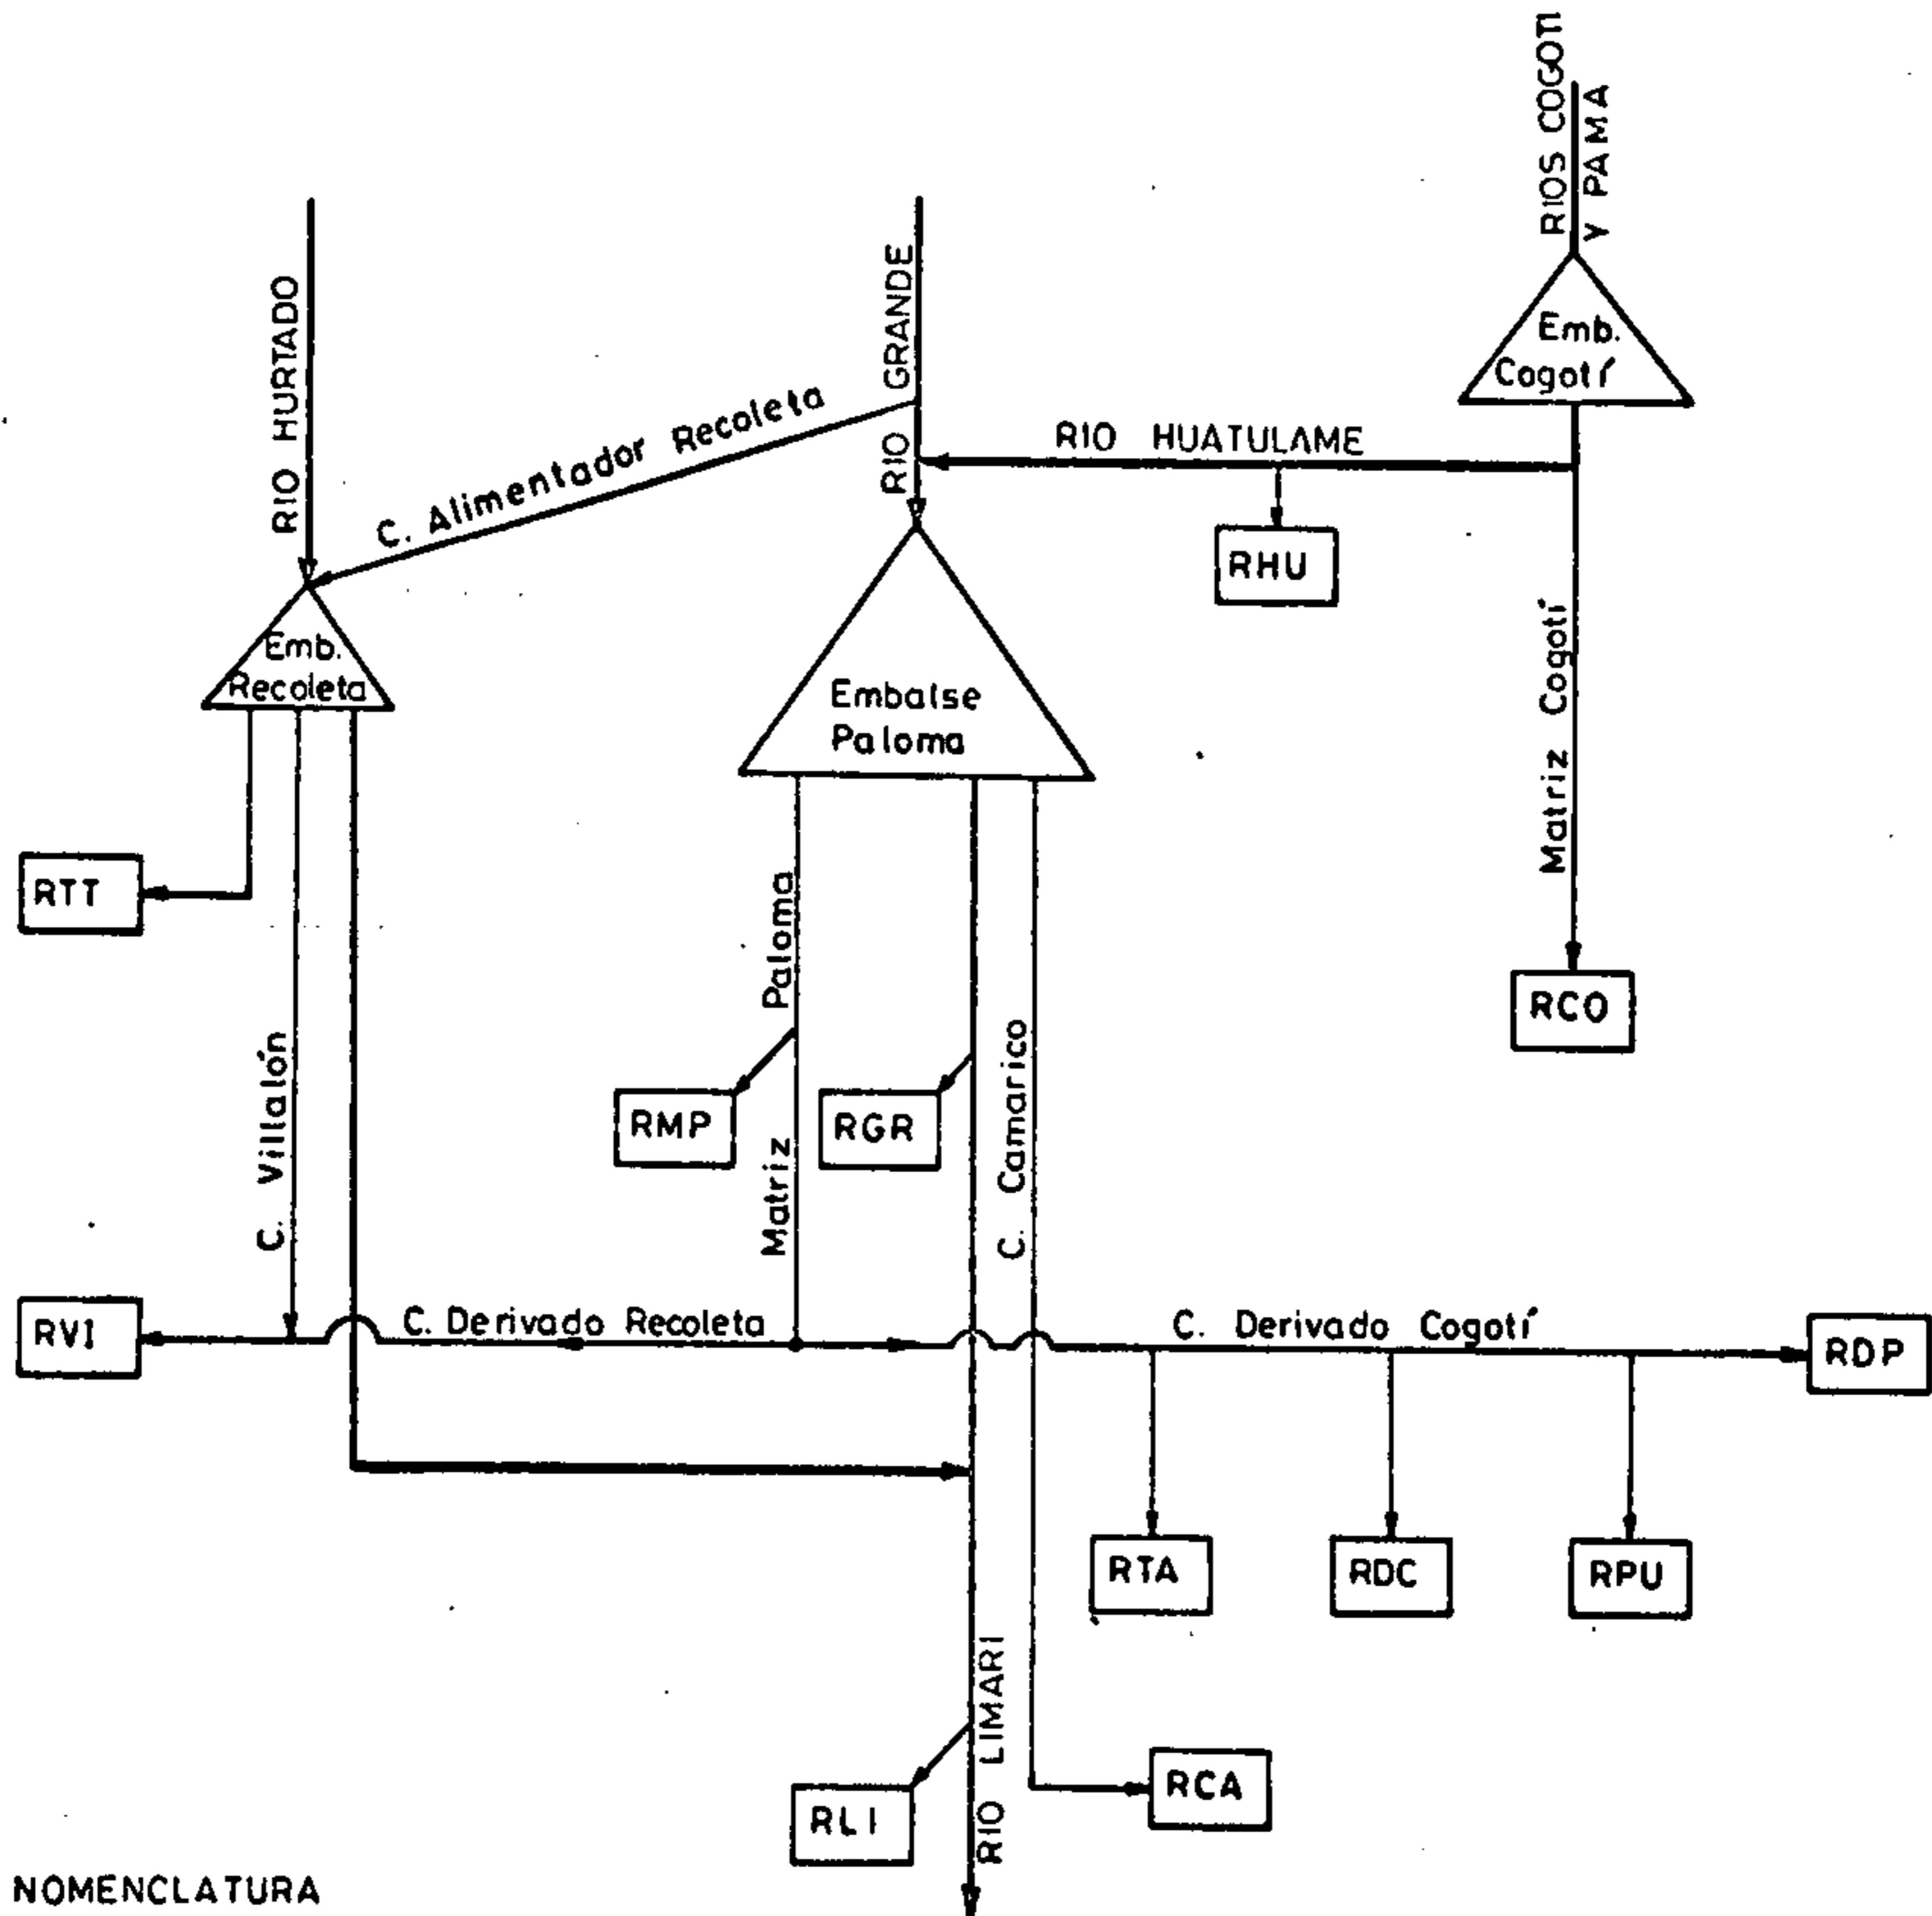 RIOS COGOTI
Y PAMA
RIO HURTADO
RIO GRANDE
Emb.
Cogotí
C. Alimentador Recoleta
RIO
RIO HUATULAME
RHU
Emb.
Recoleta
Embalse
Paloma
Matriz Cogotí
RTT
Matriz Paloma
RCO
C. Villalón
RMP
RGR
C. Camarico
RVI
C. Derivado Recoleta
C. Derivado Cogotí
RDP
RTA
RDC
RPU
RIO LIMARI
RCA
RLI
NOMENCLATURA